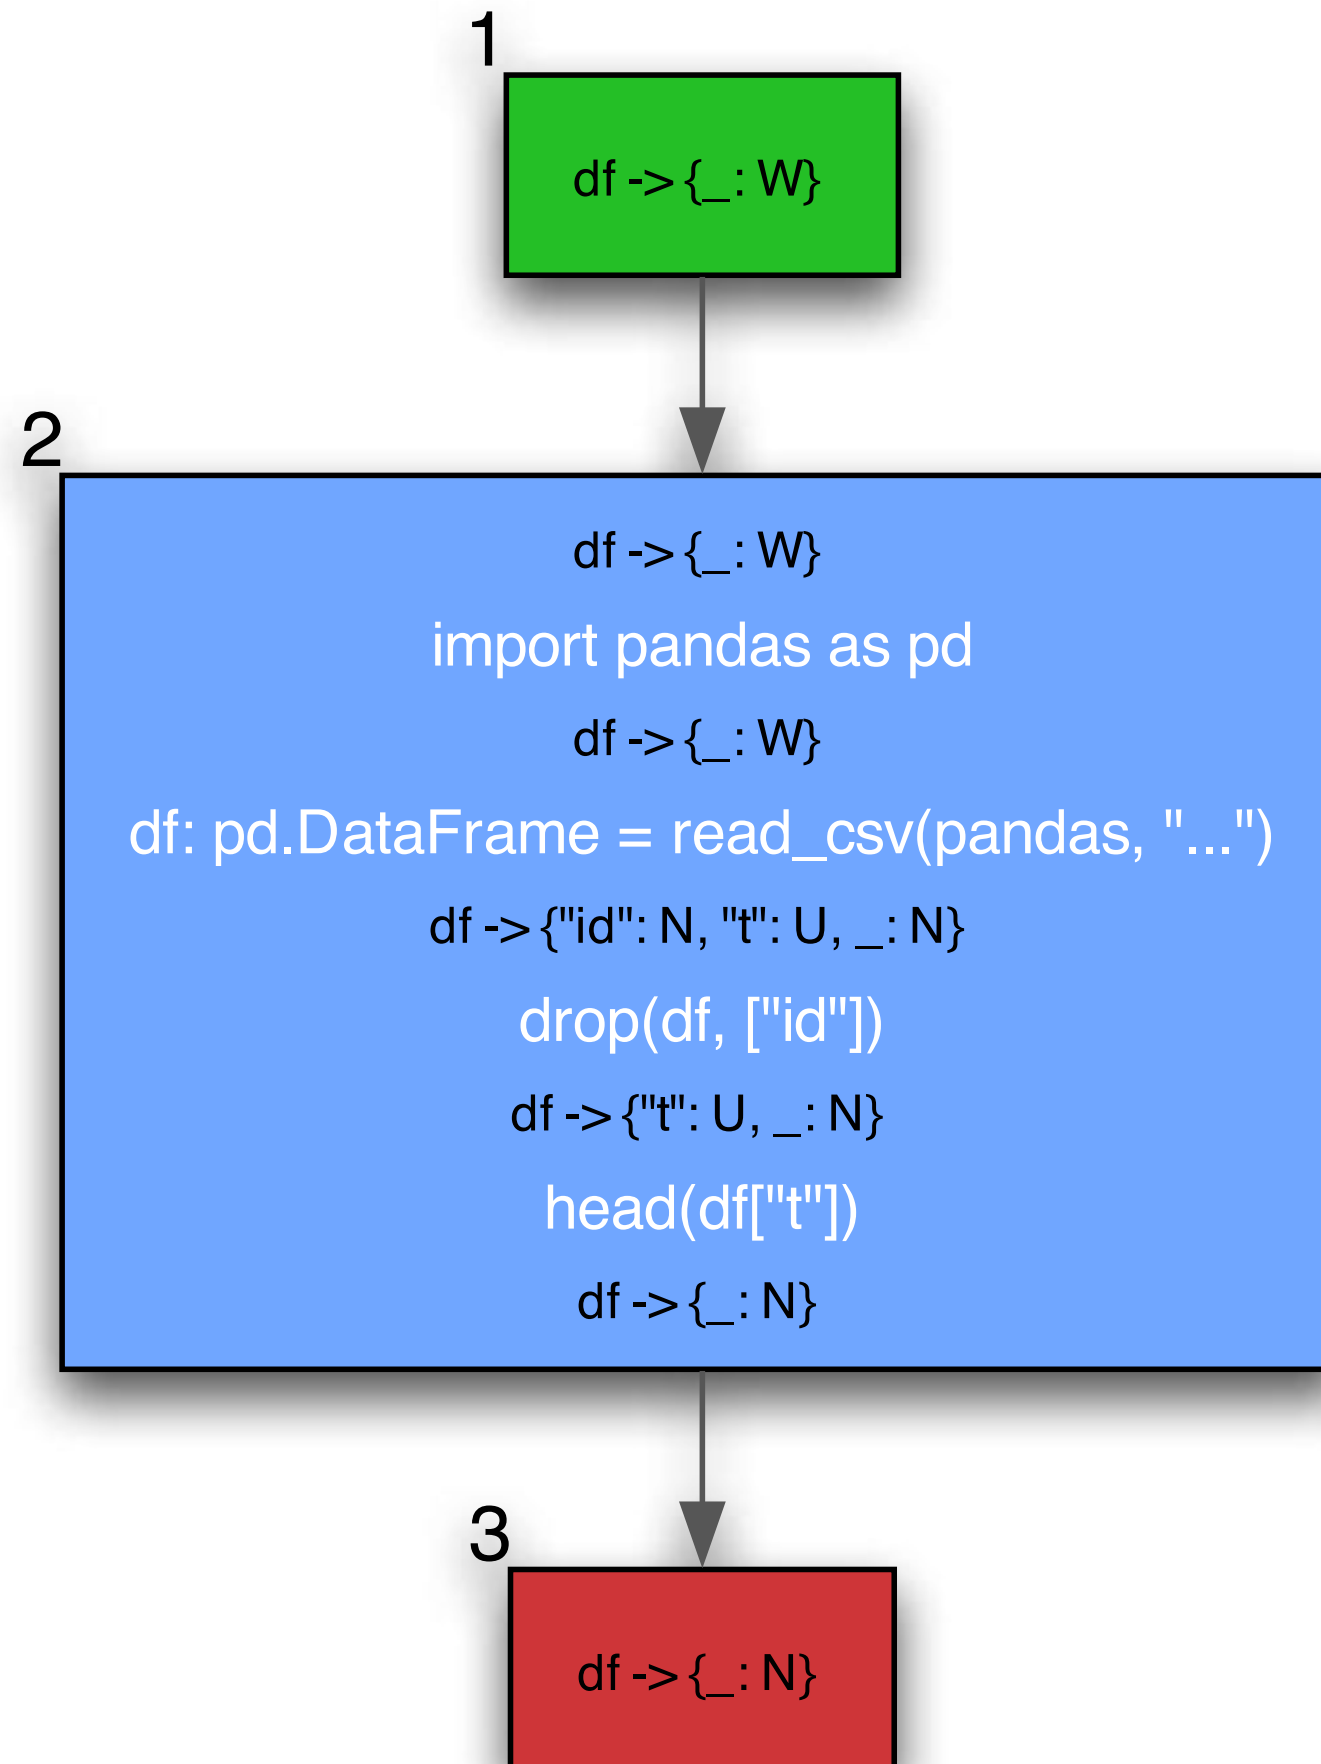 1
df -> {_: W}
2
df -> {_: W}
import pandas as pd
df -> {_: W}
df: pd.DataFrame = read_csv(pandas, "...")
df -> {"id": N, "t": U, _: N}
drop(df, ["id"])
df -> {"t": U, _: N}
head(df["t"])
df -> {_: N}
3
df -> {_: N}